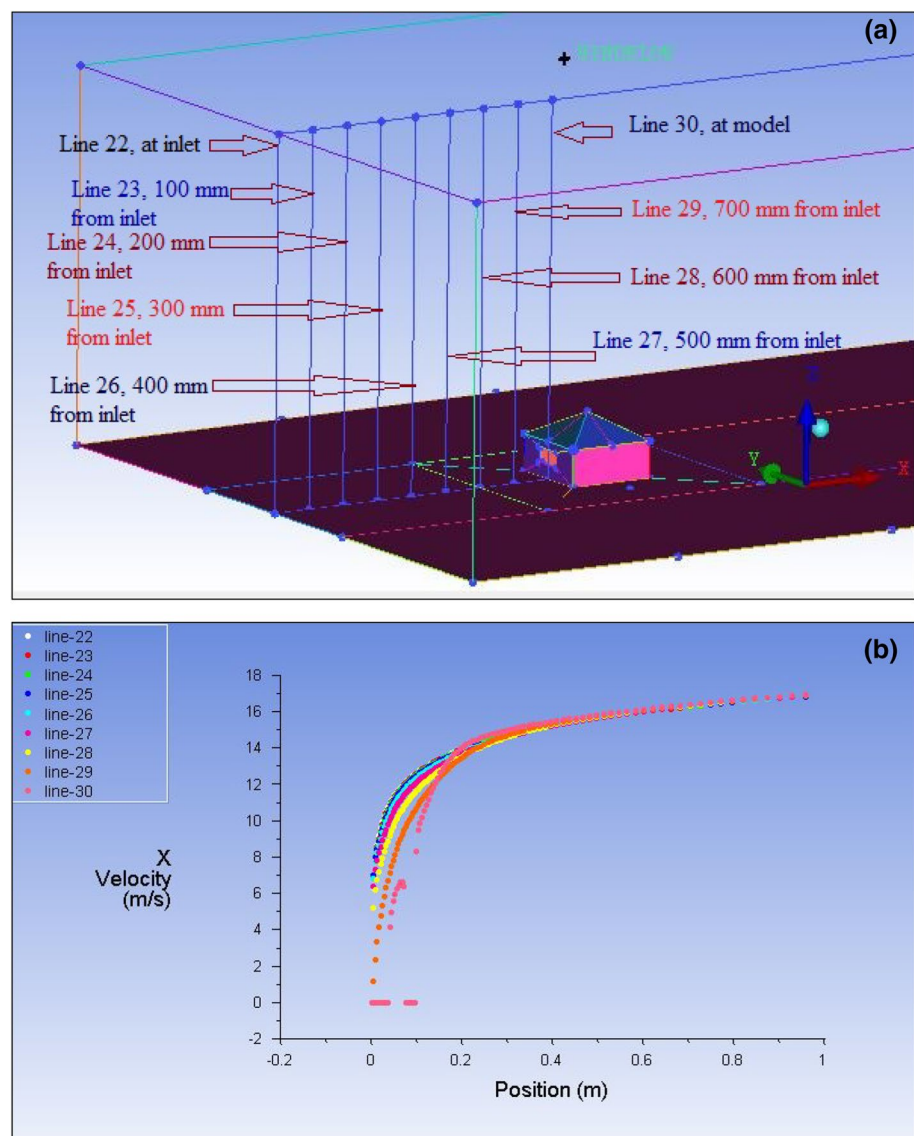 (a)
Line 22, at inlet
Line 30, at model
Line 23, 100 mm
from inlet
Line 29, 700 mm from inlet
Line 24, 200 mm
from inlet
Line 28, 600 mm from inlet
Line 25, 300 mm
from inlet
Line 27, 500 mm from inlet
Line 26, 400 mm
from inlet
Z
Y
X
(b)
line-22
line-23
line-24
line-25
line-26
line-27
line-28
line-29
line-30
X
Velocity
(m/s)
18
16
14
12
10
8
6
4
2
0
-2
-0.2
0
0.2
0.4
0.6
0.8
1
Position (m)